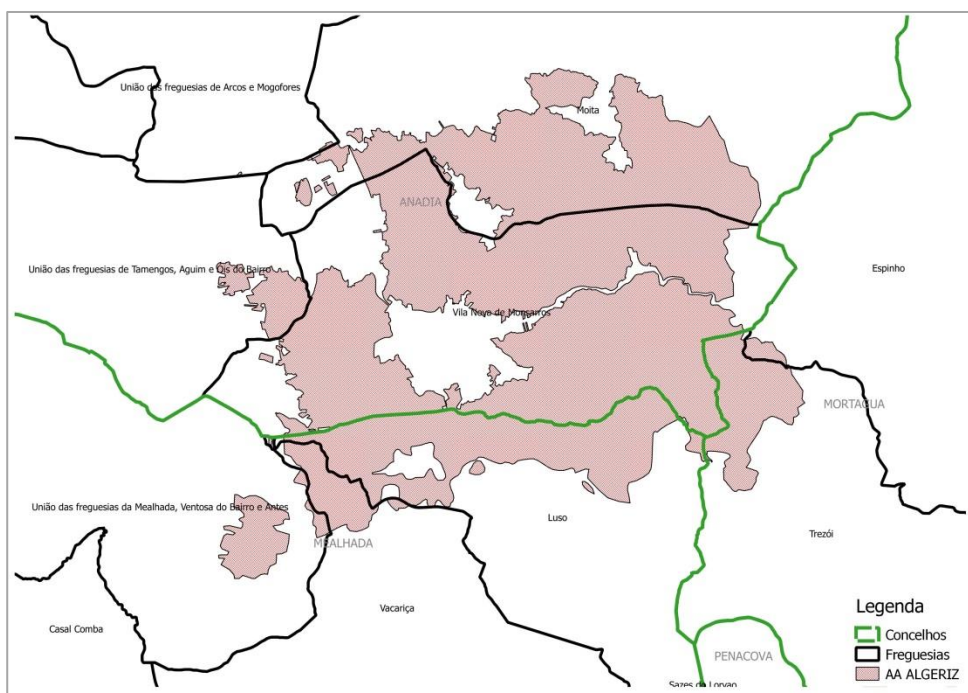 União das freguesias de Arcos e Mogofores
Moita
ANADIA
União das freguesias de Tamengos, Aguim e Óis do Bairro
Espinho
Vila Nova de Monsarros
MORTÁGUA
União das freguesias da Mealhada, Ventosa do Bairro e Antes
Luso
Trezói
MEALHADA
Vacariça
Casal Comba
PENACOVA
Sazes do Lorvão
Legenda
Concelhos
Freguesias
AA ALGERIZ